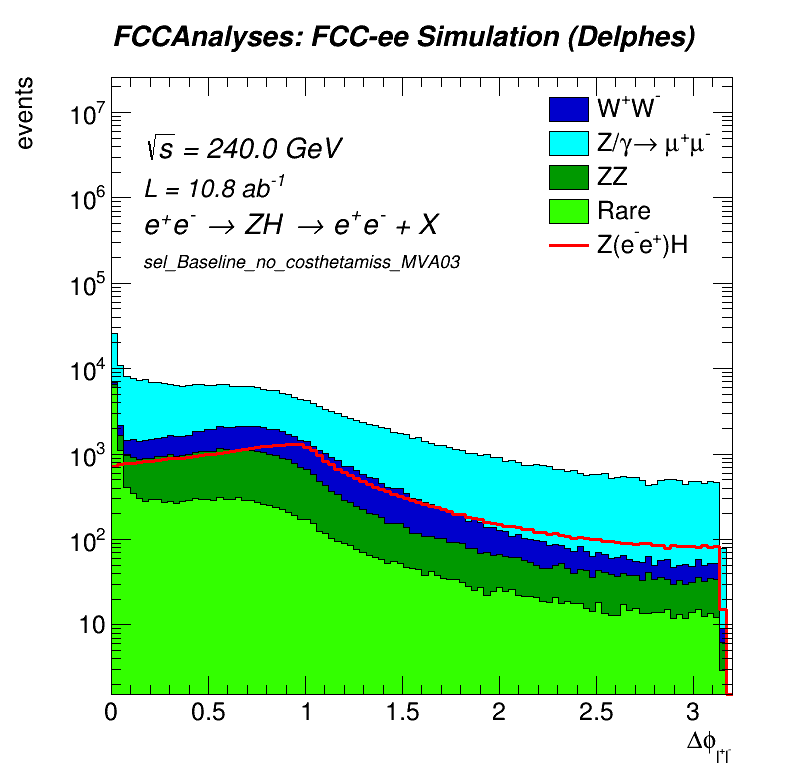 FCCAnalyses: FCC-ee Simulation (Delphes)
events
√s = 240.0 GeV
L = 10.8 ab⁻¹
e⁺e⁻ → ZH → e⁺e⁻ + X
sel_Baseline_no_costhetamiss_MVA03
W⁺W⁻
Z/γ→ μ⁺μ⁻
ZZ
Rare
Z(e⁻e⁺)H
10⁷
10⁶
10⁵
10⁴
10³
10²
10
0 0.5 1 1.5 2 2.5 3
Δϕ_l⁺l⁻